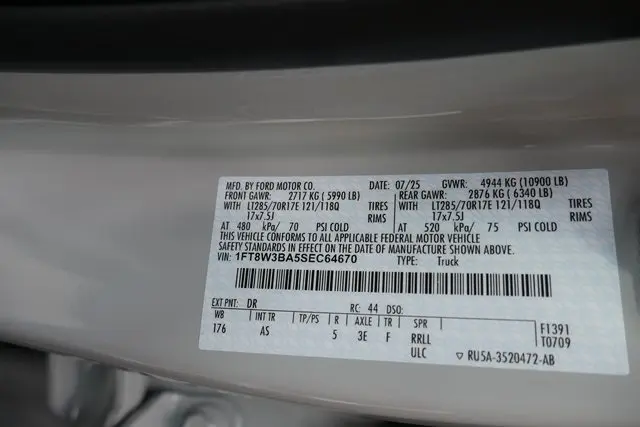 MFD. BY FORD MOTOR CO. DATE: 07/25 GVWR: 4944 KG (10900 LB)
FRONT GAWR: 2717 KG (5990 LB) REAR GAWR: 2876 KG (6340 LB)
WITH LT285/70R17E 121/118Q TIRES WITH LT285/70R17E 121/118Q TIRES
17x7.5J RIMS 17x7.5J RIMS
AT 480 kPa/ 70 PSI COLD AT 520 kPa/ 75 PSI COLD
THIS VEHICLE CONFORMS TO ALL APPLICABLE FEDERAL MOTOR VEHICLE
SAFETY STANDARDS IN EFFECT ON THE DATE OF MANUFACTURE SHOWN ABOVE.
VIN: 1FT8W3BA5SEC64670 TYPE: Truck
EXT PNT: DR RC: 44 DSO:
WB INT TR TP/PS R AXLE TR SPR F1391
176 AS 5 3E F RRLL T0709
ULC ▽ RU5A-3520472-AB